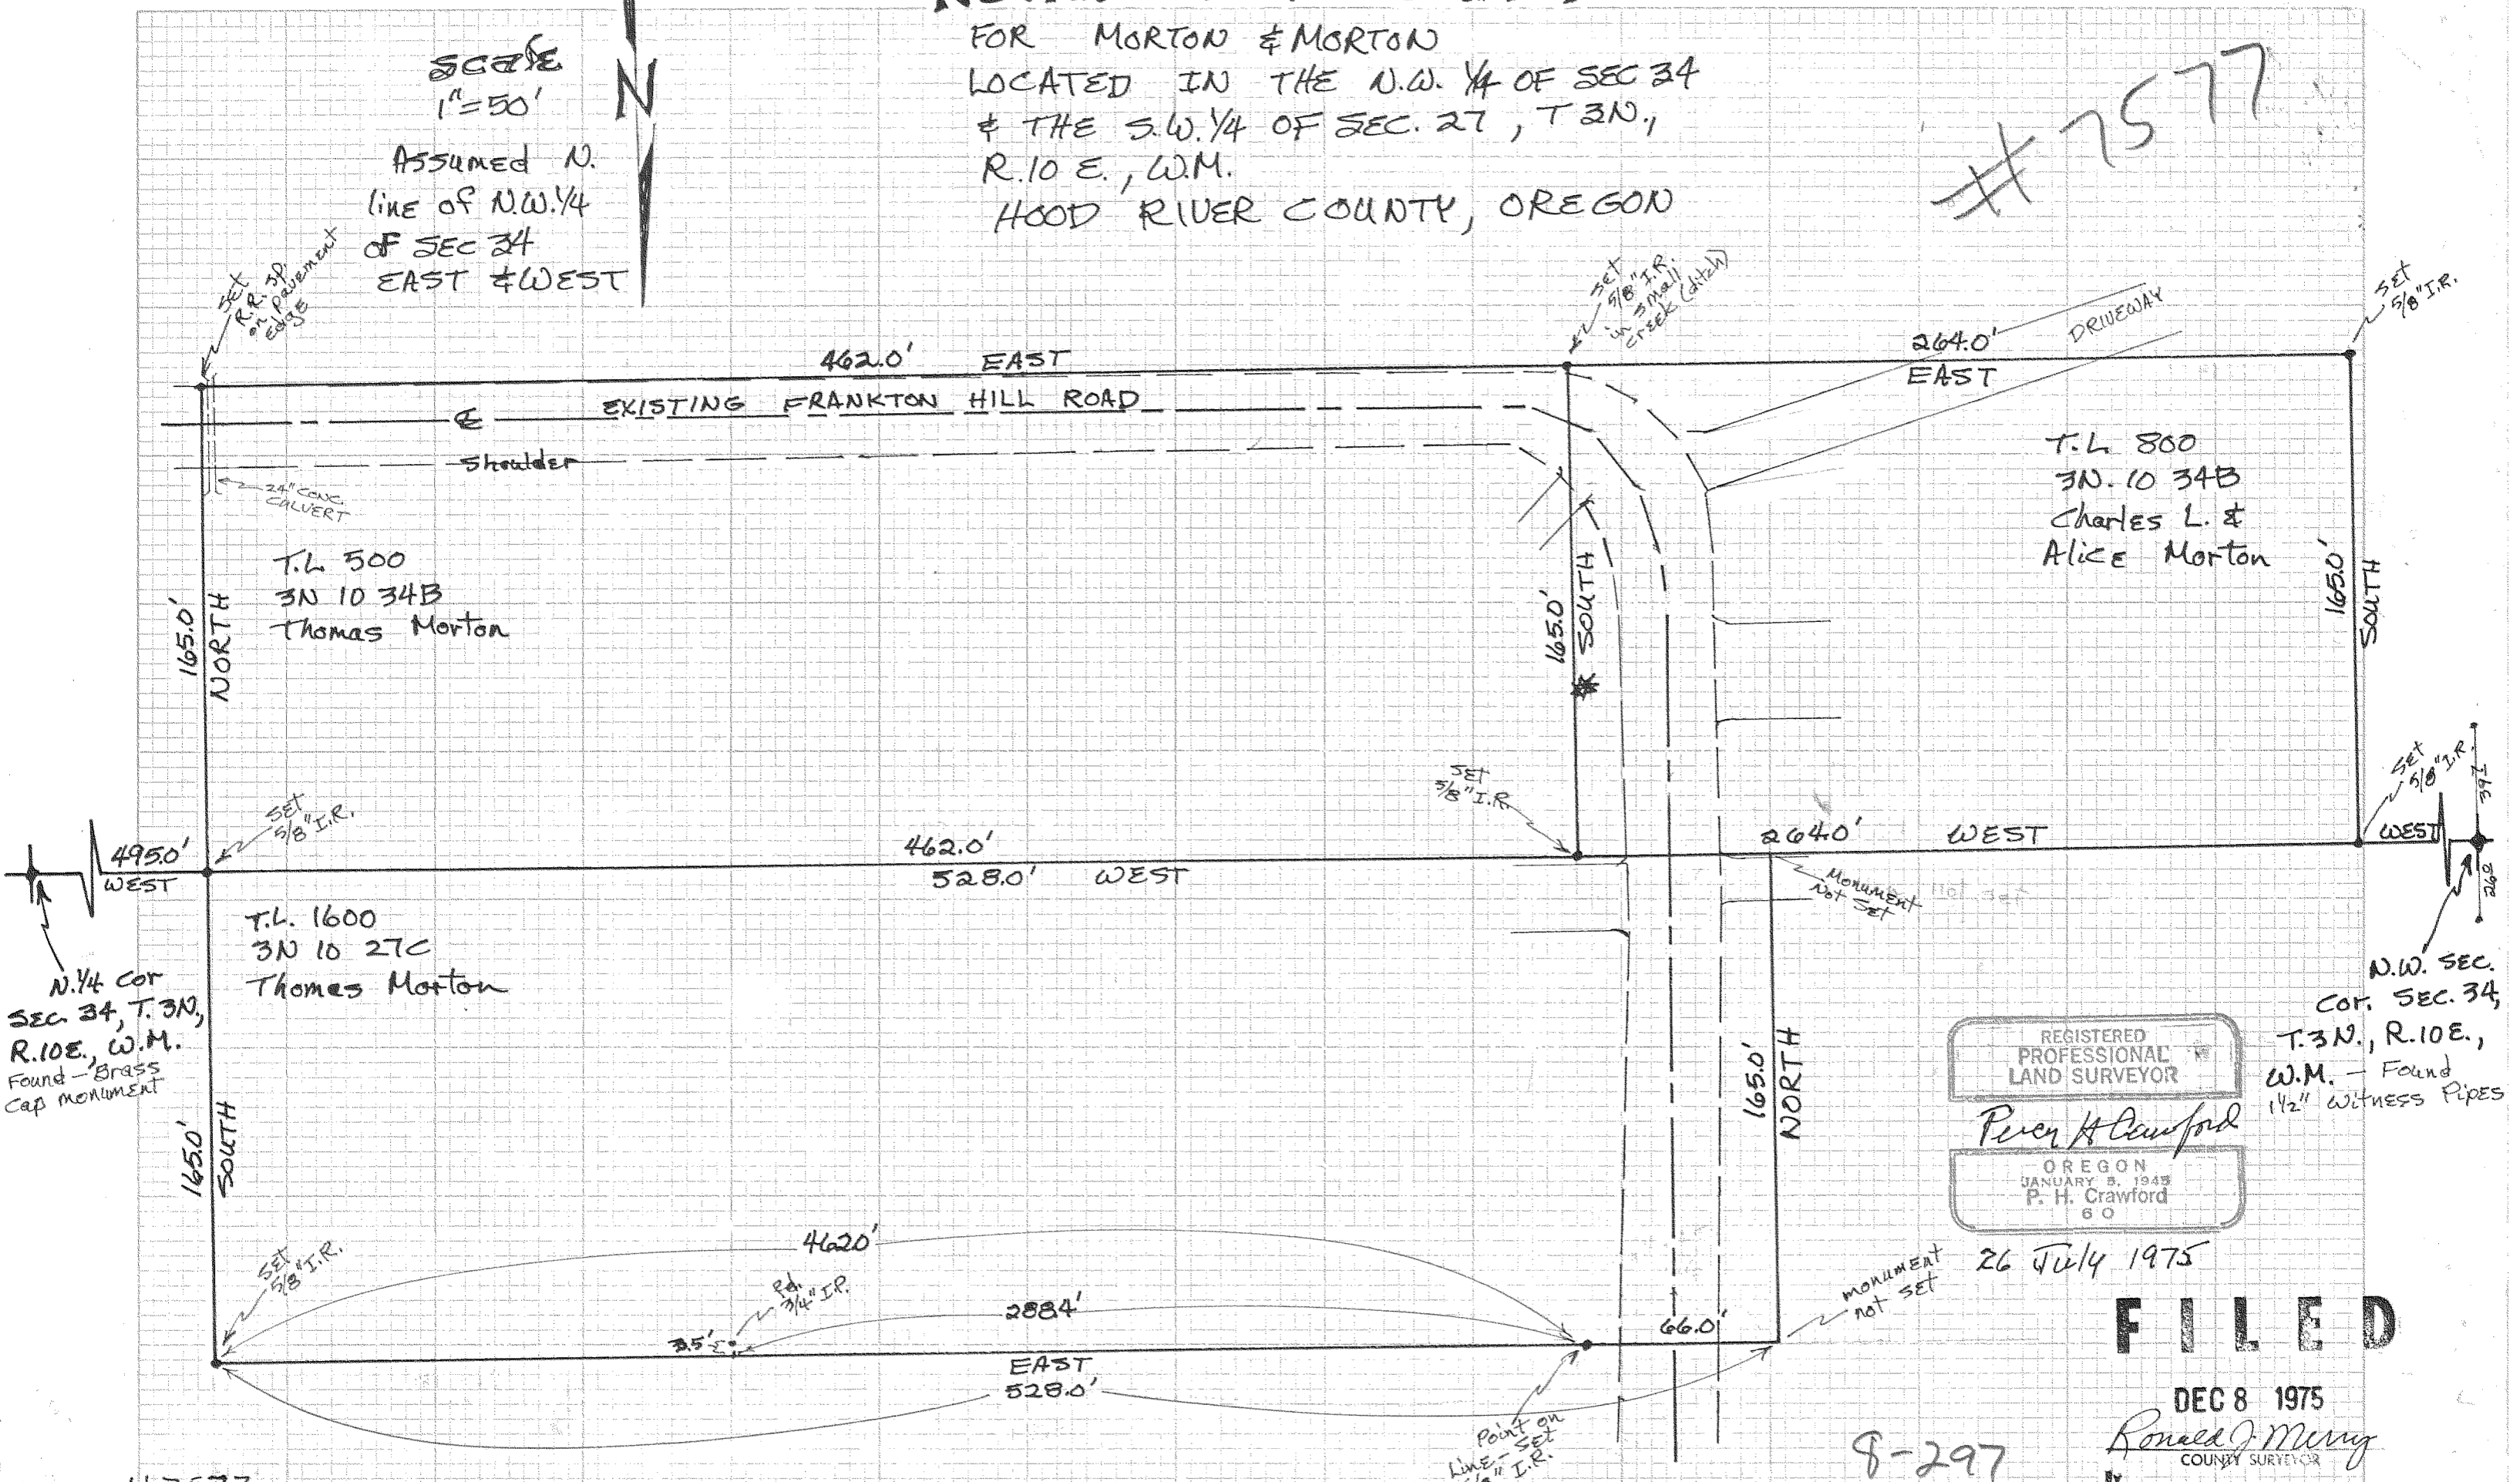 FOR MORTON & MORTON
LOCATED IN THE N.W. 1/4 OF SEC 34
& THE S.W. 1/4 OF SEC. 27, T 3N.,
R.10 E., W.M.
HOOD RIVER COUNTY, OREGON
# 7577
SCALE
1"=50'
N
ASSUMED N.
LINE OF N.W. 1/4
OF SEC 34
EAST & WEST
SET
R.R. SP.
on pavement
Edge
SET
5/8" I.R.
in small
creek (ditch)
SET
5/8" I.R.
DRIVEWAY
462.0' EAST
264.0'
EAST
EXISTING FRANKTON HILL ROAD
Shoulder
24" CONC.
CULVERT
T.L. 500
3N 10 34B
Thomas Morton
T.L. 800
3N. 10 34B
Charles L. &
Alice Morton
165.0'
NORTH
165.0'
* SOUTH
165.0'
SOUTH
SET
5/8" I.R.
SET
5/8" I.R.
SET
5/8" I.R.
495.0'
WEST
462.0'
528.0' WEST
264.0' WEST
WEST
Monument
Not Set
T.L. 1600
3N 10 27C
Thomas Morton
N. 1/4 Cor
SEC. 34, T. 3N.,
R.10E., W.M.
Found - Brass
Cap monument
N.W. SEC.
Cor. SEC. 34,
T.3N., R.10E.,
W.M. - Found
1 1/2" Witness Pipes
REGISTERED
PROFESSIONAL
LAND SURVEYOR
Percy H Crawford
OREGON
JANUARY 5, 1945
P. H. Crawford
60
26 July 1975
165.0'
SOUTH
165.0'
NORTH
SET
5/8" I.R.
462.0'
Fd.
3/4" I.P.
288.4'
3.5'
66.0'
monument
not set
EAST
528.0'
Point on
Line - Set
I.R.
FILED
DEC 8 1975
Ronald J. Merry
COUNTY SURVEYOR
8-297